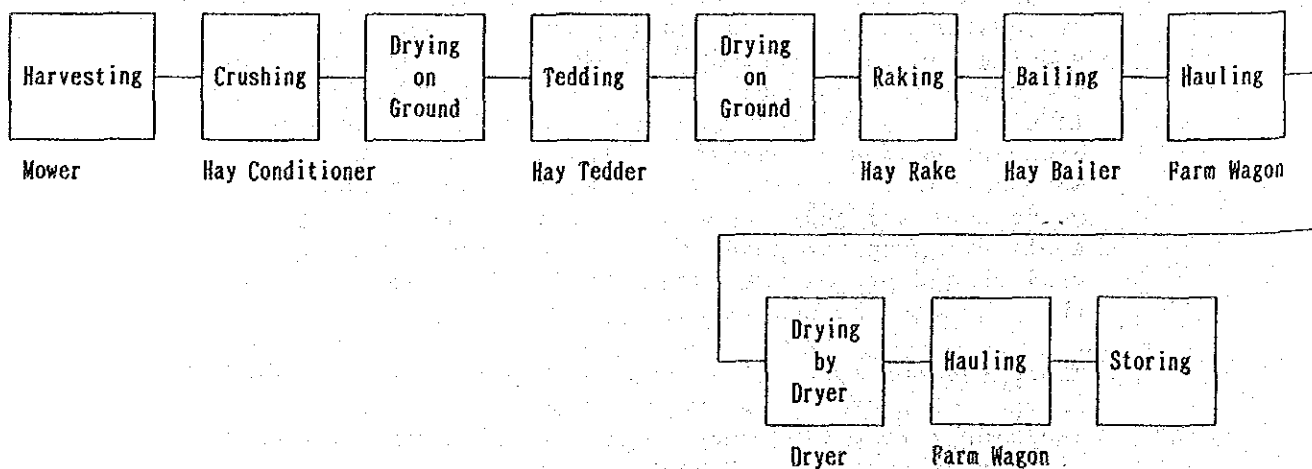 Harvesting
Crushing
Drying
on
Ground
Tedding
Drying
on
Ground
Raking
Bailing
Hauling
Mower
Hay Conditioner
Hay Tedder
Hay Rake
Hay Bailer
Farm Wagon
Drying
by
Dryer
Hauling
Storing
Dryer
Farm Wagon